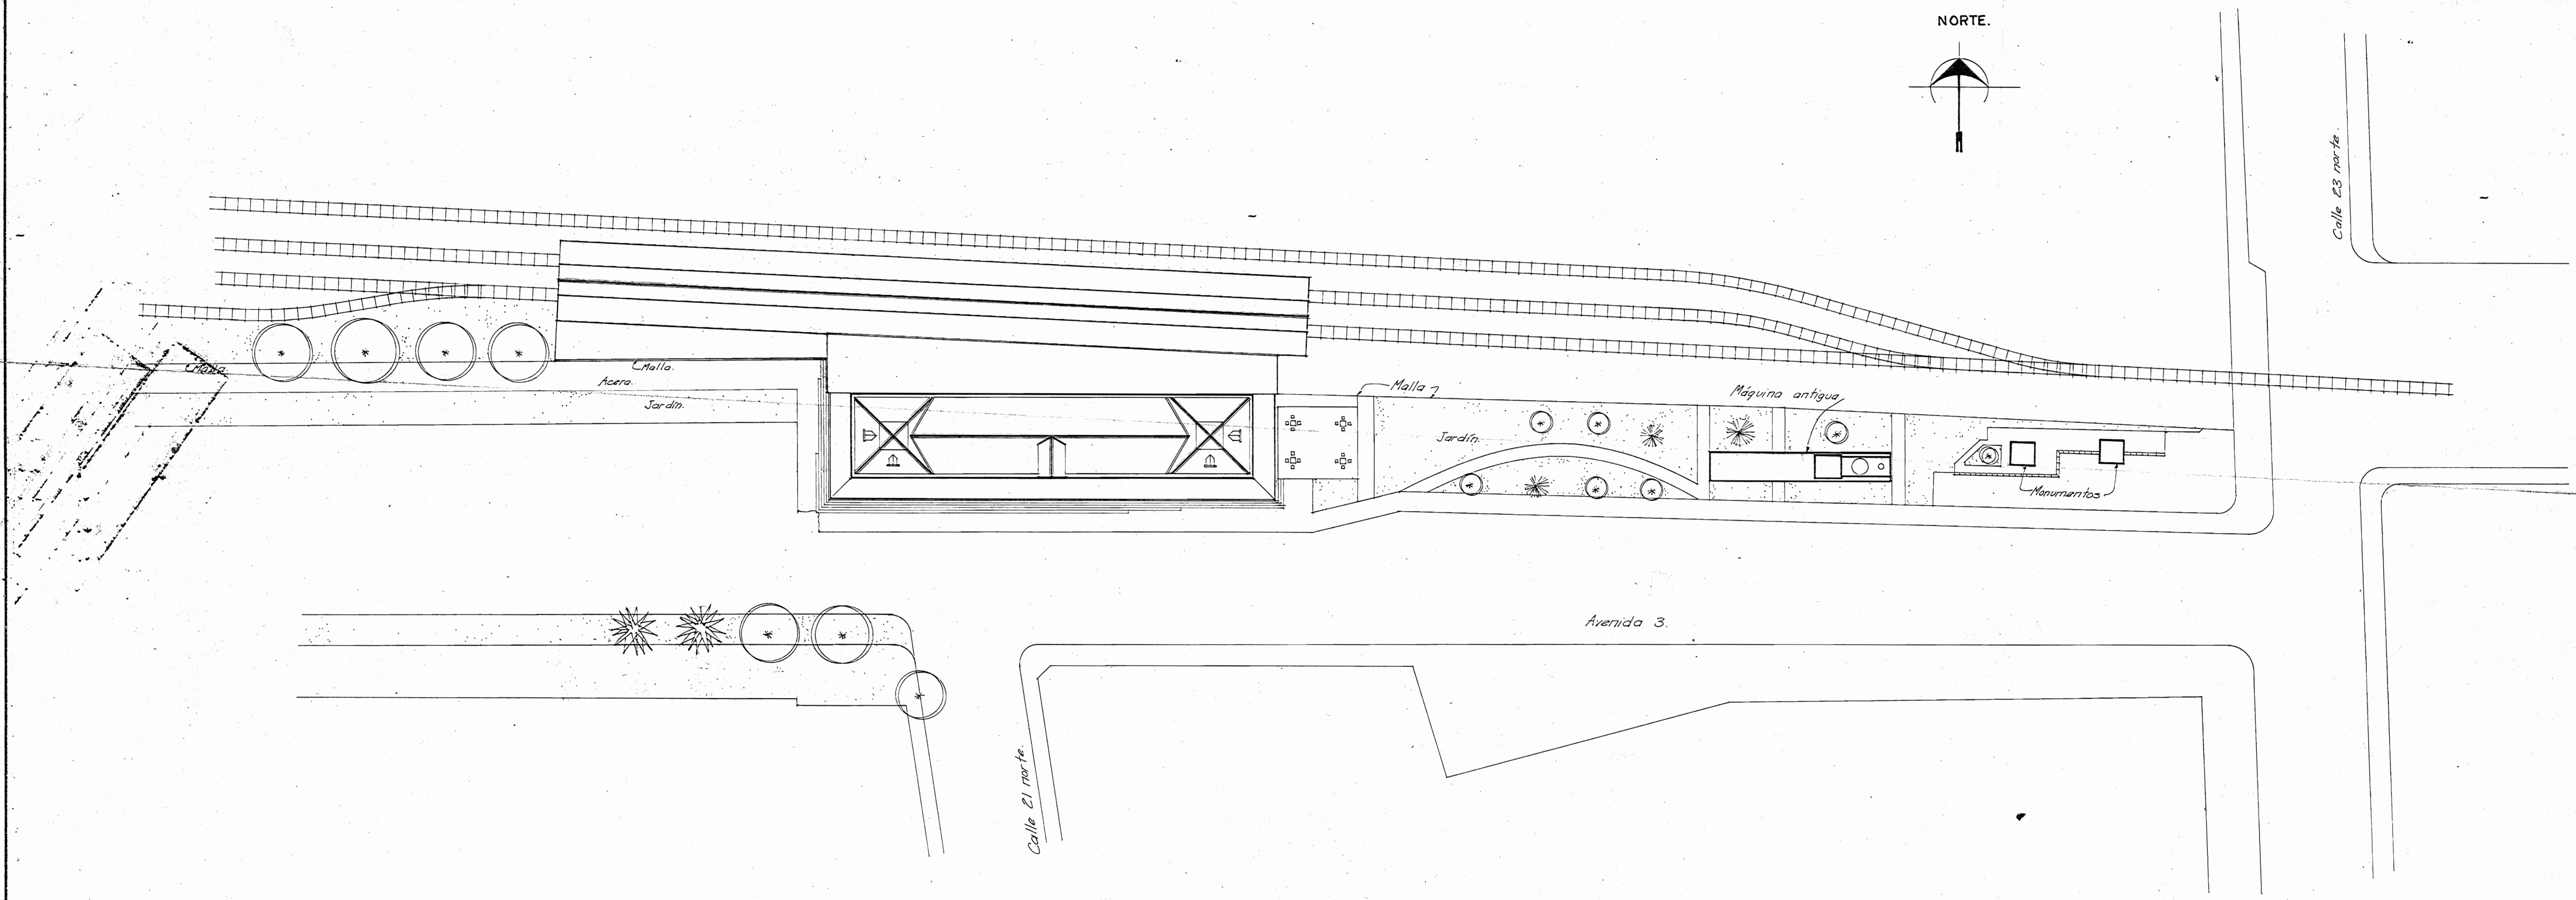 NORTE.
Calle 23 norte.
Malla.
Malla.
Acera.
Jardín.
Malla
Máquina antigua
Jardín.
Monumentos
Avenida 3.
Calle 21 norte.